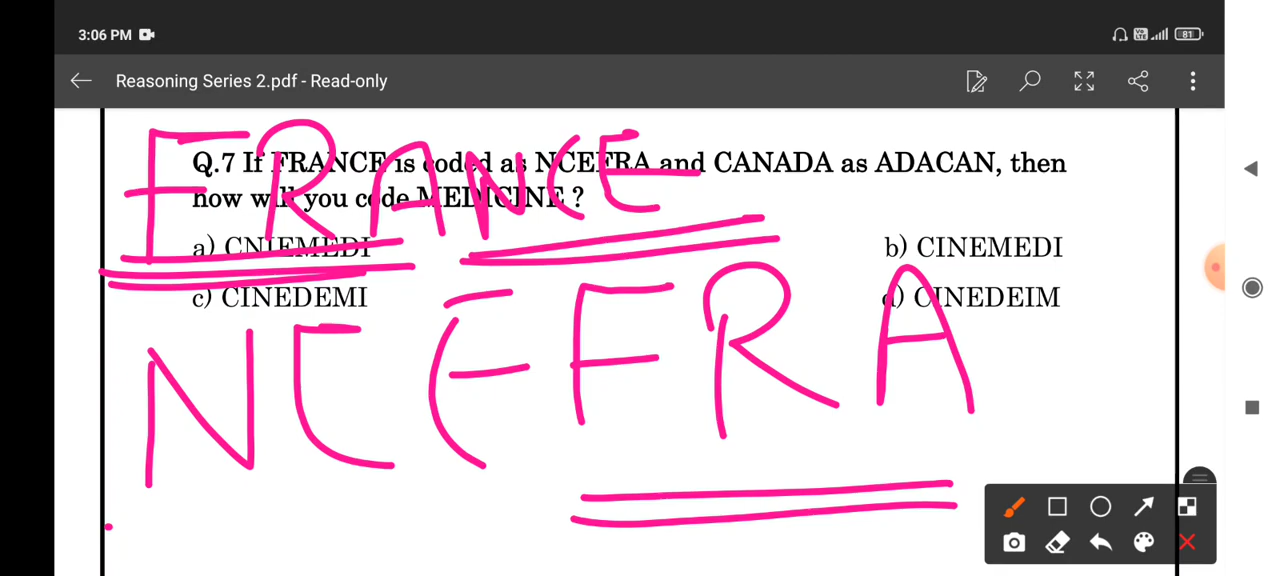 3:06 PM
81
Reasoning Series 2.pdf - Read-only
FRANCE
Q.7 If FRANCE is coded as NCEFRA and CANADA as ADACAN, then
how will you code MEDICINE ?
a) CNIEMEDI
b) CINEMEDI
c) CINEDEMI
d) CINEDEIM
NCEFRA